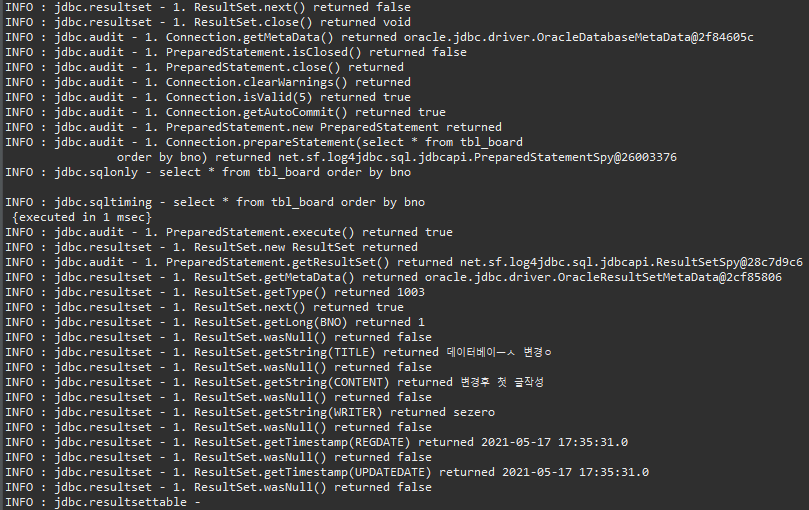 INFO : jdbc.resultset - 1. ResultSet.next() returned false
INFO : jdbc.resultset - 1. ResultSet.close() returned void
INFO : jdbc.audit - 1. Connection.getMetaData() returned oracle.jdbc.driver.OracleDatabaseMetaData@2f84605c
INFO : jdbc.audit - 1. PreparedStatement.isClosed() returned false
INFO : jdbc.audit - 1. PreparedStatement.close() returned
INFO : jdbc.audit - 1. Connection.clearWarnings() returned
INFO : jdbc.audit - 1. Connection.isValid(5) returned true
INFO : jdbc.audit - 1. Connection.getAutoCommit() returned true
INFO : jdbc.audit - 1. PreparedStatement.new PreparedStatement returned
INFO : jdbc.audit - 1. Connection.prepareStatement(select * from tbl_board
order by bno) returned net.sf.log4jdbc.sql.jdbcapi.PreparedStatementSpy@26003376
INFO : jdbc.sqlonly - select * from tbl_board order by bno
INFO : jdbc.sqltiming - select * from tbl_board order by bno
{executed in 1 msec}
INFO : jdbc.audit - 1. PreparedStatement.execute() returned true
INFO : jdbc.resultset - 1. ResultSet.new ResultSet returned
INFO : jdbc.audit - 1. PreparedStatement.getResultSet() returned net.sf.log4jdbc.sql.jdbcapi.ResultSetSpy@28c7d9c6
INFO : jdbc.resultset - 1. ResultSet.getMetaData() returned oracle.jdbc.driver.OracleResultSetMetaData@2cf85806
INFO : jdbc.resultset - 1. ResultSet.getType() returned 1003
INFO : jdbc.resultset - 1. ResultSet.next() returned true
INFO : jdbc.resultset - 1. ResultSet.getLong(BNO) returned 1
INFO : jdbc.resultset - 1. ResultSet.wasNull() returned false
INFO : jdbc.resultset - 1. ResultSet.getString(TITLE) returned 데이터베이ㅡㅅ 변경ㅇ
INFO : jdbc.resultset - 1. ResultSet.wasNull() returned false
INFO : jdbc.resultset - 1. ResultSet.getString(CONTENT) returned 변경후 첫 글작성
INFO : jdbc.resultset - 1. ResultSet.wasNull() returned false
INFO : jdbc.resultset - 1. ResultSet.getString(WRITER) returned sezero
INFO : jdbc.resultset - 1. ResultSet.wasNull() returned false
INFO : jdbc.resultset - 1. ResultSet.getTimestamp(REGDATE) returned 2021-05-17 17:35:31.0
INFO : jdbc.resultset - 1. ResultSet.wasNull() returned false
INFO : jdbc.resultset - 1. ResultSet.getTimestamp(UPDATEDATE) returned 2021-05-17 17:35:31.0
INFO : jdbc.resultset - 1. ResultSet.wasNull() returned false
INFO : jdbc.resultsettable -